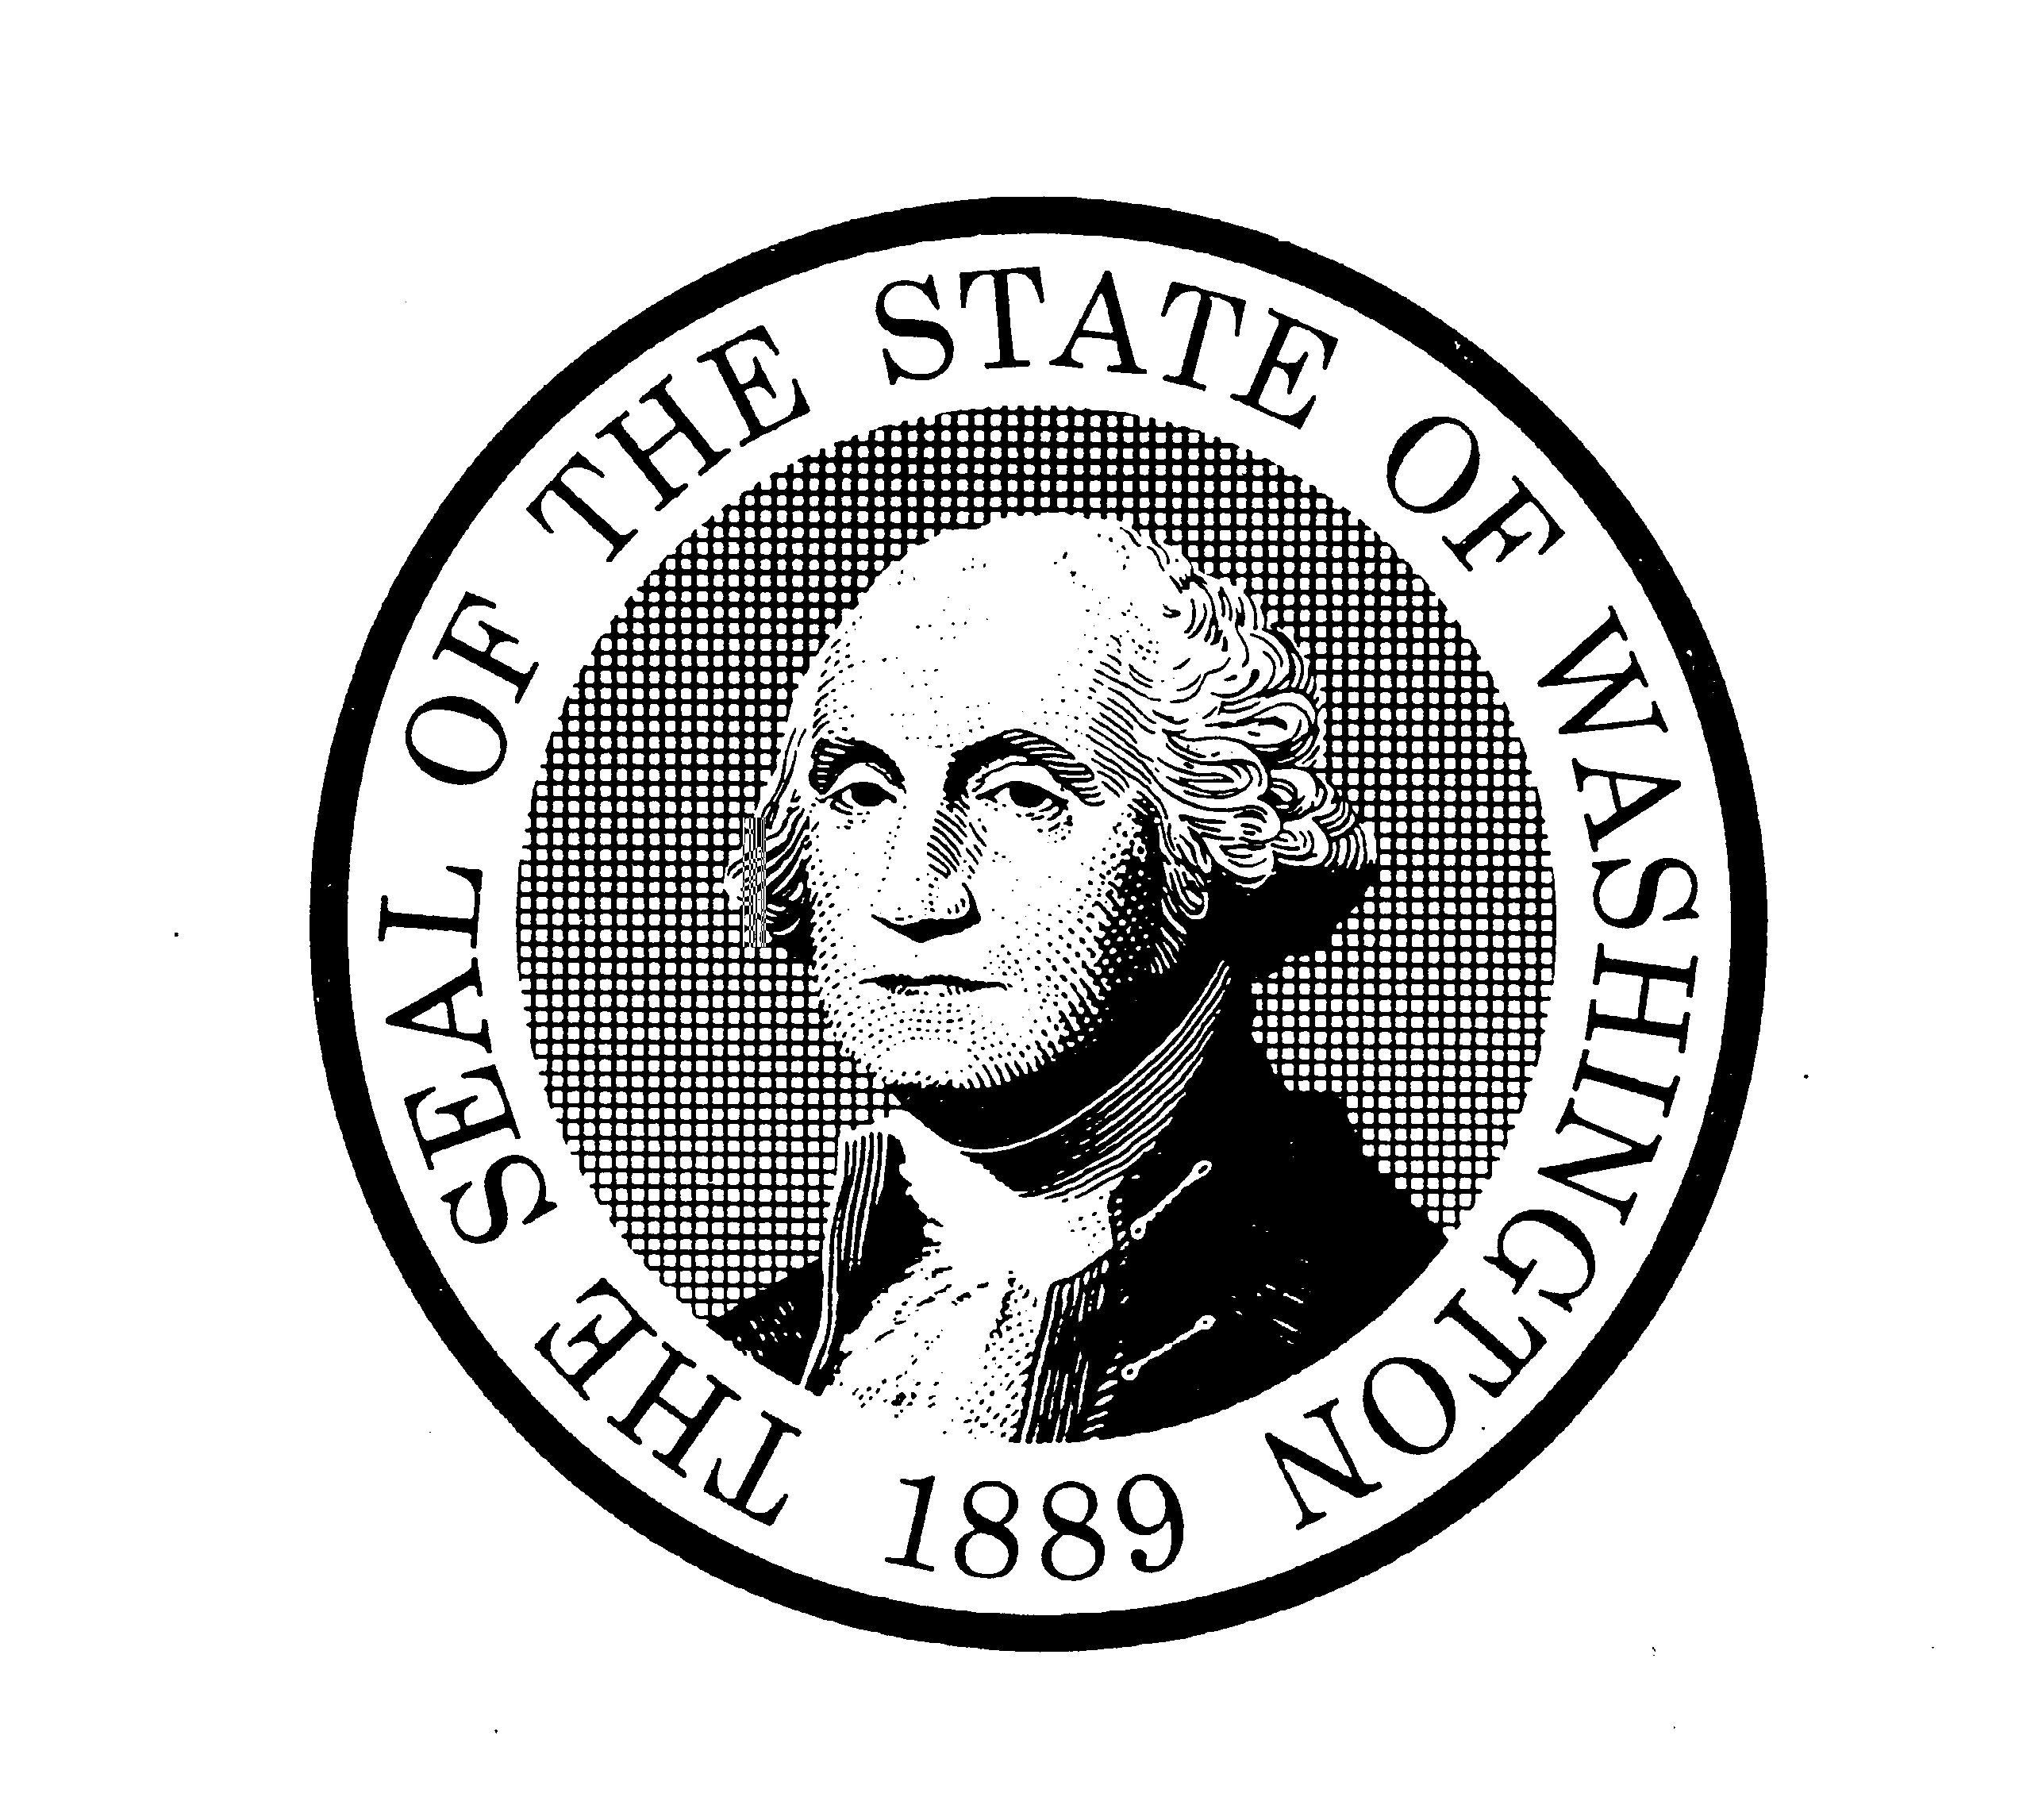 THE SEAL OF THE STATE OF WASHINGTON
1889